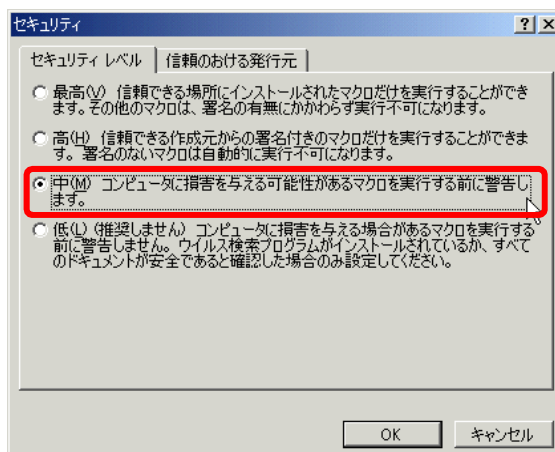 セキュリティ
セキュリティ レベル
信頼のおける発行元
最高(V) 信頼できる場所にインストールされたマクロだけを実行することができ
ます。その他のマクロは、署名の有無にかかわらず実行不可になります。
高(H) 信頼できる作成元からの署名付きのマクロだけを実行することができま
す。 署名のないマクロは自動的に実行不可になります。
中(M) コンピュータに損害を与える可能性があるマクロを実行する前に警告し
ます。
低(L) (推奨しません) コンピュータに損害を与える場合があるマクロを実行する
前に警告しません。ウイルス検索プログラムがインストールされているか、すべて
のドキュメントが安全であると確認した場合のみ設定してください。
OK
キャンセル